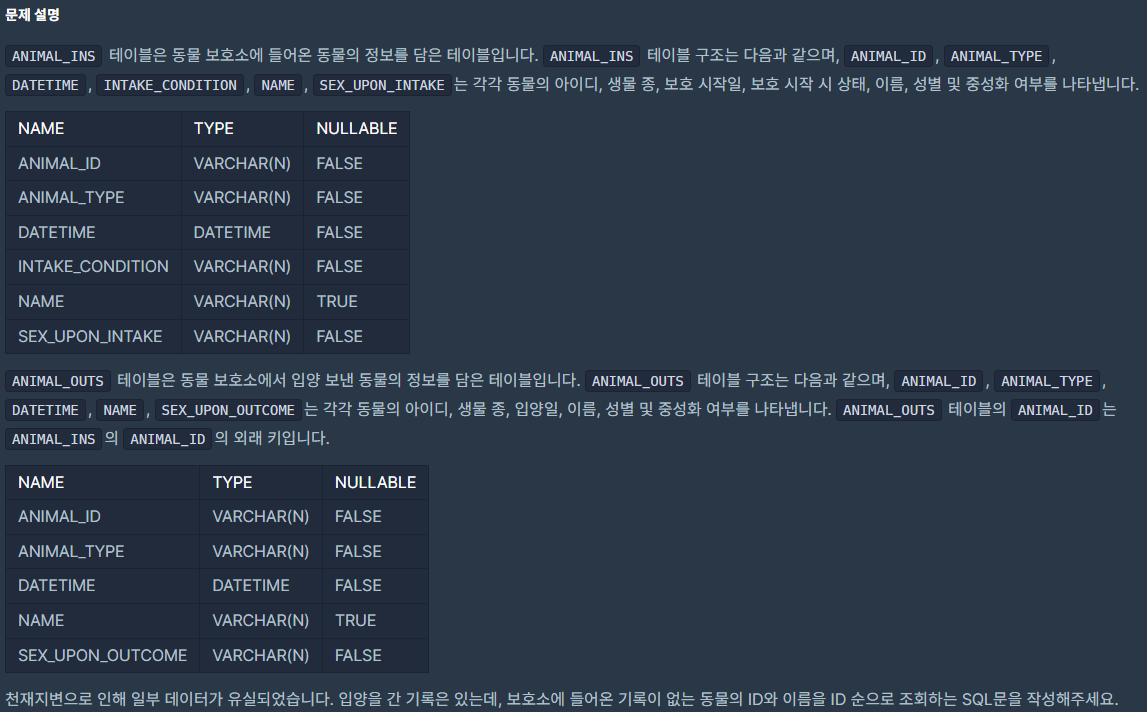 문제 설명
ANIMAL_INS 테이블은 동물 보호소에 들어온 동물의 정보를 담은 테이블입니다. ANIMAL_INS 테이블 구조는 다음과 같으며, ANIMAL_ID , ANIMAL_TYPE ,
DATETIME , INTAKE_CONDITION , NAME , SEX_UPON_INTAKE 는 각각 동물의 아이디, 생물 종, 보호 시작일, 보호 시작 시 상태, 이름, 성별 및 중성화 여부를 나타냅니다.
NAME TYPE NULLABLE
ANIMAL_ID VARCHAR(N) FALSE
ANIMAL_TYPE VARCHAR(N) FALSE
DATETIME DATETIME FALSE
INTAKE_CONDITION VARCHAR(N) FALSE
NAME VARCHAR(N) TRUE
SEX_UPON_INTAKE VARCHAR(N) FALSE
ANIMAL_OUTS 테이블은 동물 보호소에서 입양 보낸 동물의 정보를 담은 테이블입니다. ANIMAL_OUTS 테이블 구조는 다음과 같으며, ANIMAL_ID , ANIMAL_TYPE ,
DATETIME , NAME , SEX_UPON_OUTCOME 는 각각 동물의 아이디, 생물 종, 입양일, 이름, 성별 및 중성화 여부를 나타냅니다. ANIMAL_OUTS 테이블의 ANIMAL_ID 는
ANIMAL_INS 의 ANIMAL_ID 의 외래 키입니다.
NAME TYPE NULLABLE
ANIMAL_ID VARCHAR(N) FALSE
ANIMAL_TYPE VARCHAR(N) FALSE
DATETIME DATETIME FALSE
NAME VARCHAR(N) TRUE
SEX_UPON_OUTCOME VARCHAR(N) FALSE
천재지변으로 인해 일부 데이터가 유실되었습니다. 입양을 간 기록은 있는데, 보호소에 들어온 기록이 없는 동물의 ID와 이름을 ID 순으로 조회하는 SQL문을 작성해주세요.